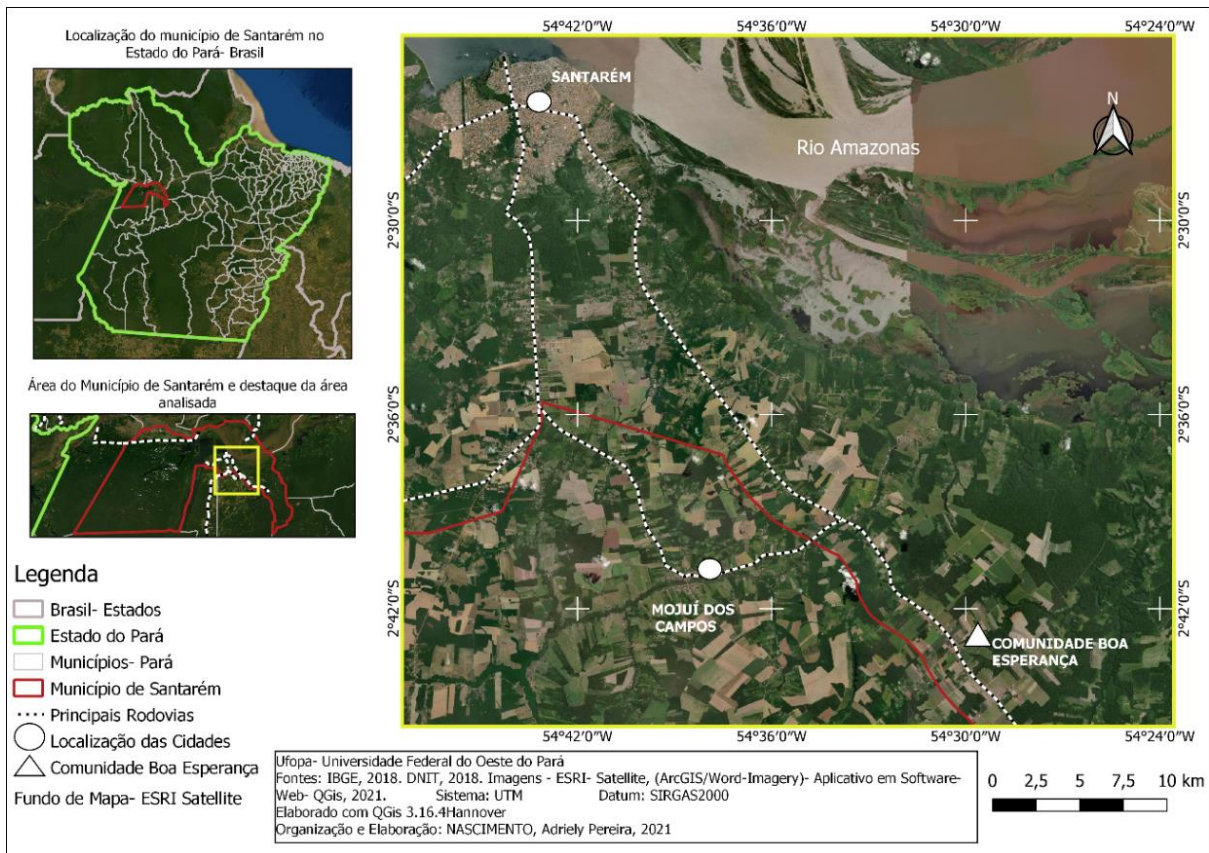 Localização do município de Santarém no
Estado do Pará- Brasil
Área do Município de Santarém e destaque da área
analisada
Legenda
Brasil- Estados
Estado do Pará
Municípios- Pará
Município de Santarém
Principais Rodovias
Localização das Cidades
Comunidade Boa Esperança
Fundo de Mapa- ESRI Satellite
54°42'0"W 54°36'0"W 54°30'0"W 54°24'0"W
SANTARÉM
N
Rio Amazonas
2°30'0"S 2°30'0"S
2°36'0"S 2°36'0"S
2°42'0"S 2°42'0"S
MOJUÍ DOS
CAMPOS
COMUNIDADE BOA
ESPERANÇA
54°42'0"W 54°36'0"W 54°30'0"W 54°24'0"W
Ufopa- Universidade Federal do Oeste do Pará
Fontes: IBGE, 2018. DNIT, 2018. Imagens - ESRI- Satellite, (ArcGIS/Word-Imagery)- Aplicativo em Software-
Web- QGis, 2021. Sistema: UTM Datum: SIRGAS2000
Elaborado com QGis 3.16.4Hannover
Organização e Elaboração: NASCIMENTO, Adriely Pereira, 2021
0 2,5 5 7,5 10 km